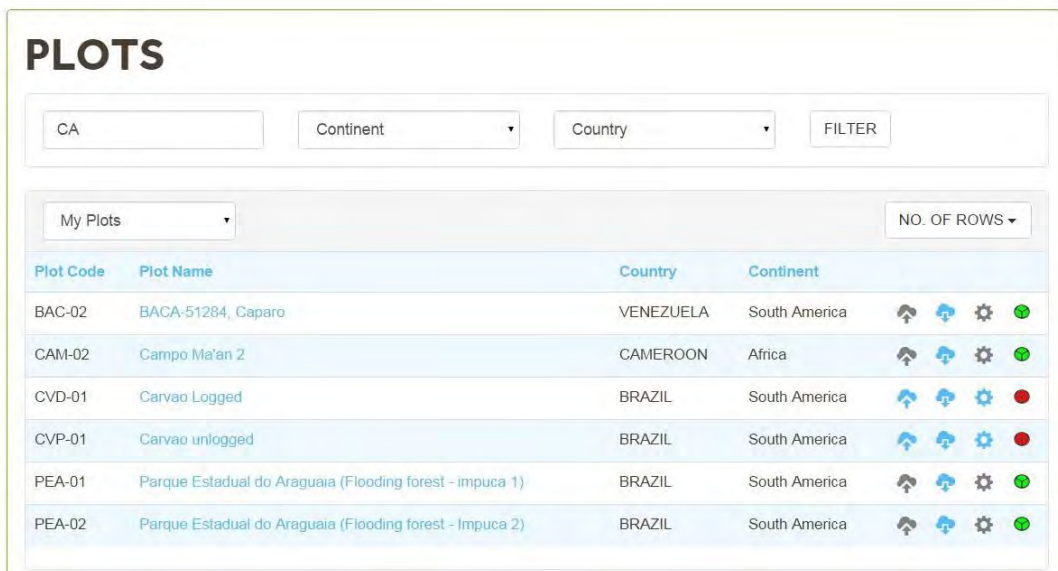 PLOTS
CA Continent Country FILTER
My Plots NO. OF ROWS
Plot Code Plot Name Country Continent
BAC-02 BACA-51284, Caparo VENEZUELA South America
CAM-02 Campo Ma'an 2 CAMEROON Africa
CVD-01 Carvao Logged BRAZIL South America
CVP-01 Carvao unlogged BRAZIL South America
PEA-01 Parque Estadual do Araguaia (Flooding forest - impuca 1) BRAZIL South America
PEA-02 Parque Estadual do Araguaia (Flooding forest - Impuca 2) BRAZIL South America